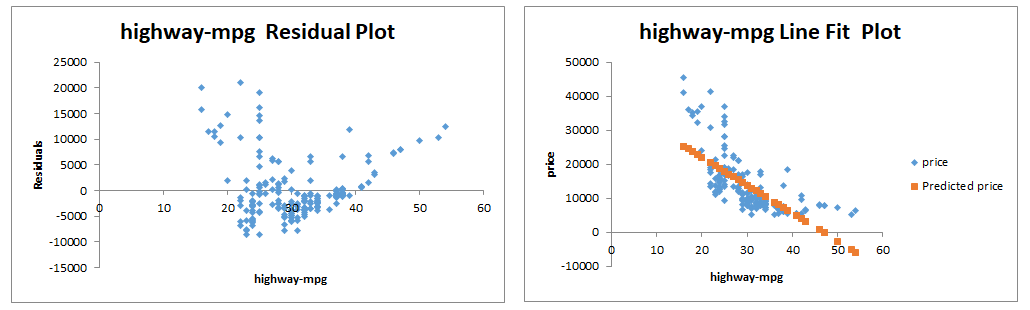 highway-mpg Residual Plot
25000
20000
15000
10000
5000
0
-5000
-10000
-15000
0 10 20 30 40 50 60
Residuals
highway-mpg
highway-mpg Line Fit Plot
50000
40000
30000
20000
10000
0
-10000
0 10 20 30 40 50 60
price
highway-mpg
price
Predicted price